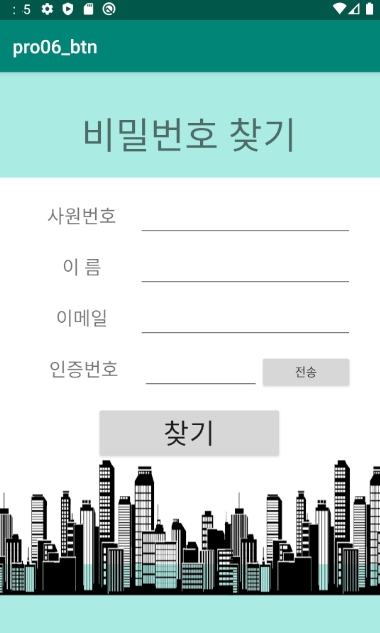 : :5
pro06_btn
비밀번호 찾기
사원번호
이 름
이메일
인증번호
전송
찾기